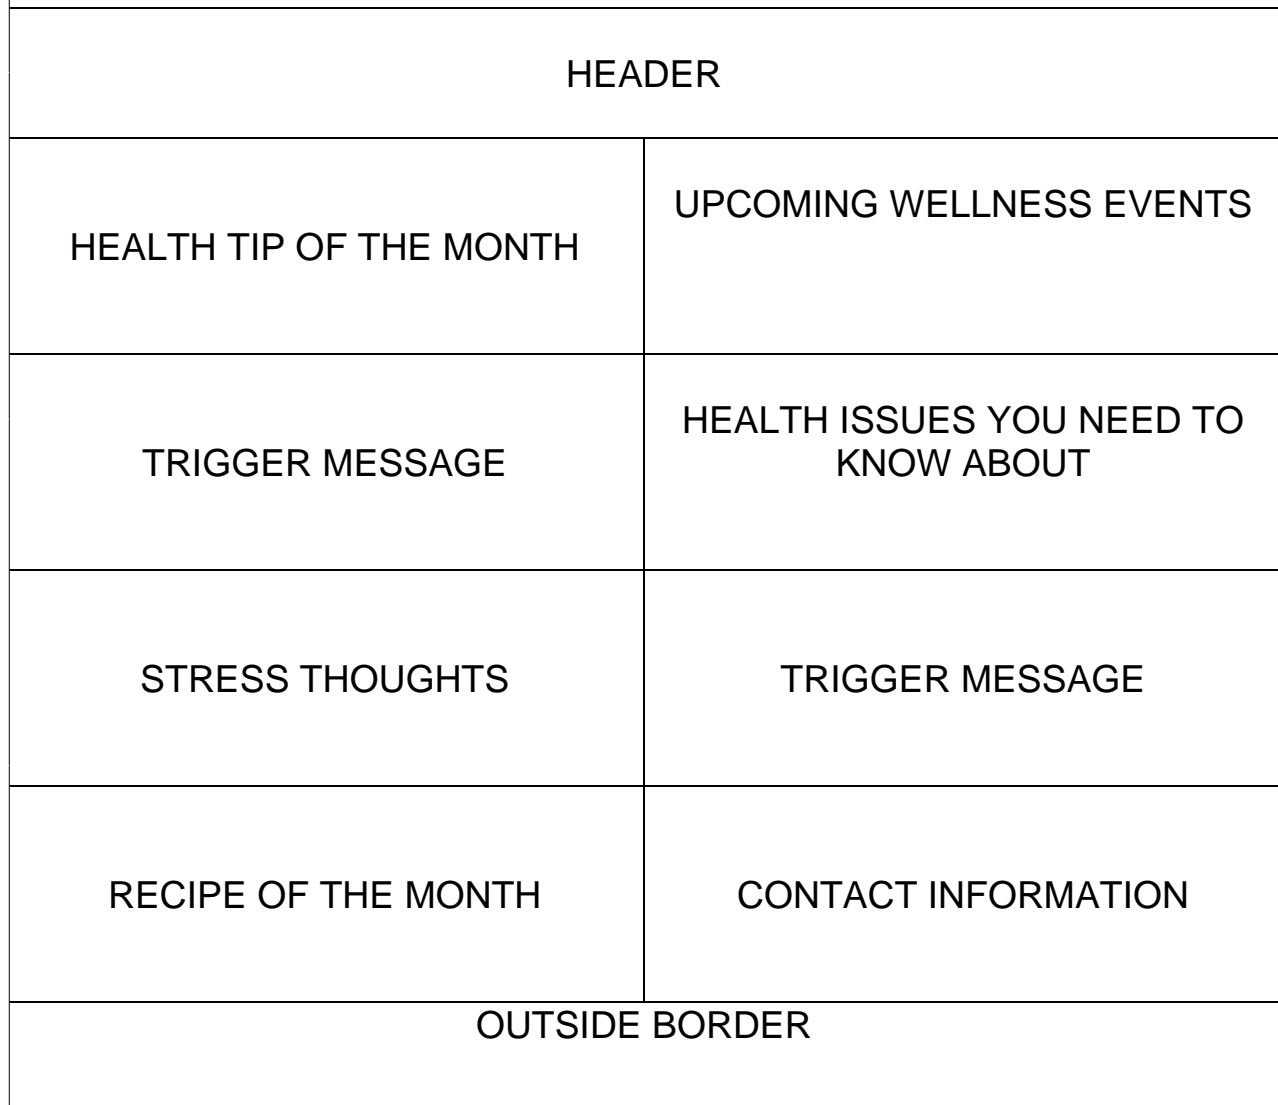 HEADER
HEALTH TIP OF THE MONTH
UPCOMING WELLNESS EVENTS
TRIGGER MESSAGE
HEALTH ISSUES YOU NEED TO
KNOW ABOUT
STRESS THOUGHTS
TRIGGER MESSAGE
RECIPE OF THE MONTH
CONTACT INFORMATION
OUTSIDE BORDER